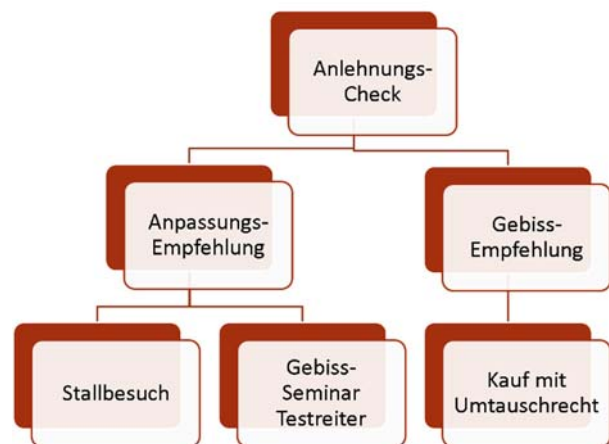 Anlehnungs-
Check
Anpassungs-
Empfehlung
Gebiss-
Empfehlung
Stallbesuch
Gebiss-
Seminar
Testreiter
Kauf mit
Umtauschrecht